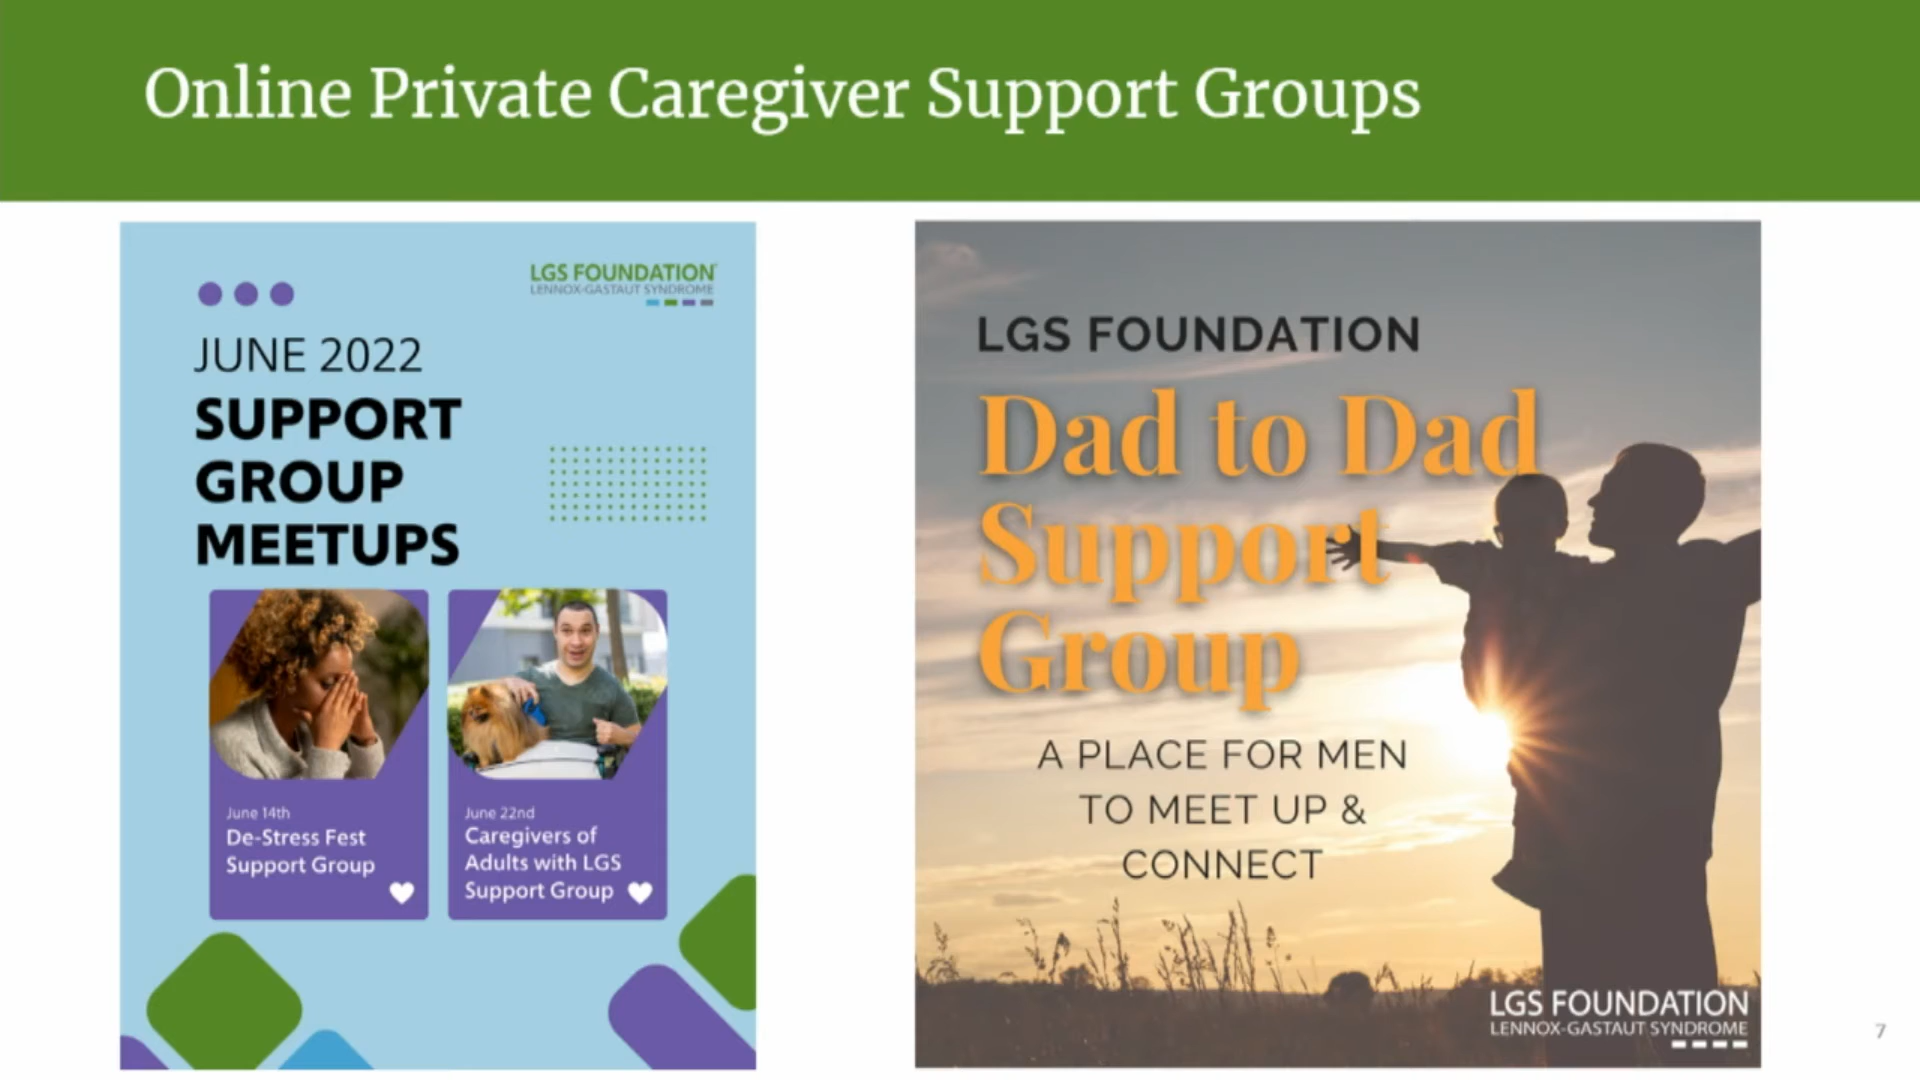 Online Private Caregiver Support Groups
LGS FOUNDATION
LENNOX-GASTAUT SYNDROME
JUNE 2022
SUPPORT
GROUP
MEETUPS
June 14th
De-Stress Fest
Support Group
June 22nd
Caregivers of
Adults with LGS
Support Group
LGS FOUNDATION
Dad to Dad
Support
Group
A PLACE FOR MEN
TO MEET UP &
CONNECT
LGS FOUNDATION
LENNOX-GASTAUT SYNDROME
7